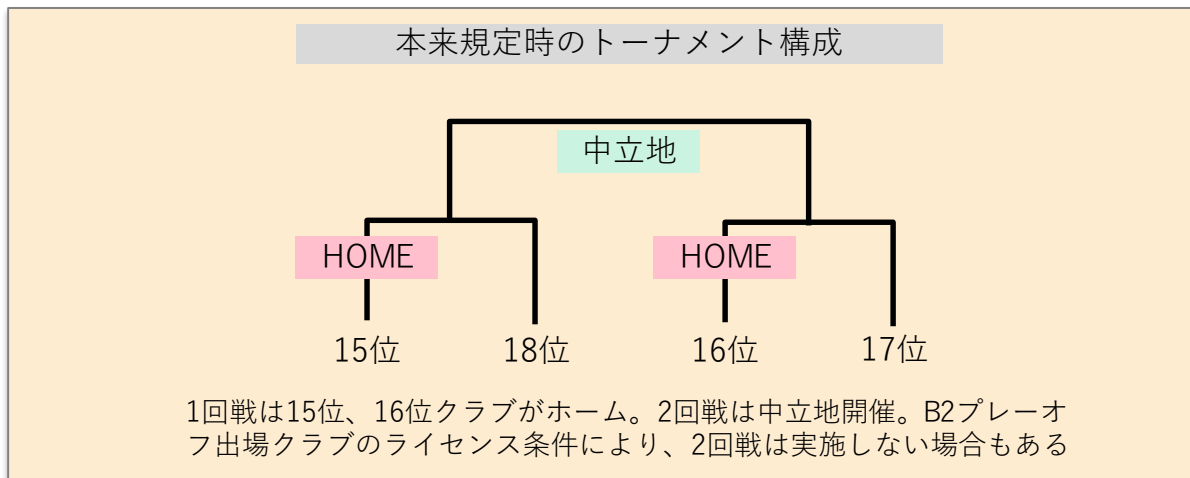 本来規定時のトーナメント構成
中立地
HOME
HOME
15位
18位
16位
17位
1回戦は15位、16位クラブがホーム。2回戦は中立地開催。B2プレーオ
フ出場クラブのライセンス条件により、2回戦は実施しない場合もある